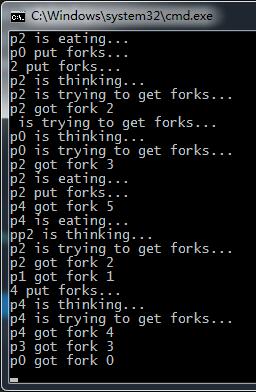 C:\Windows\system32\cmd.exe
p2 is eating...
p0 put forks...
2 put forks...
p2 is thinking...
p2 is trying to get forks...
p2 got fork 2
 is trying to get forks...
p0 is thinking...
p0 is trying to get forks...
p2 got fork 3
p2 is eating...
p2 put forks...
p4 got fork 5
p4 is eating...
pp2 is thinking...
p2 is trying to get forks...
p2 got fork 2
p1 got fork 1
4 put forks...
p4 is thinking...
p4 is trying to get forks...
p4 got fork 4
p3 got fork 3
p0 got fork 0